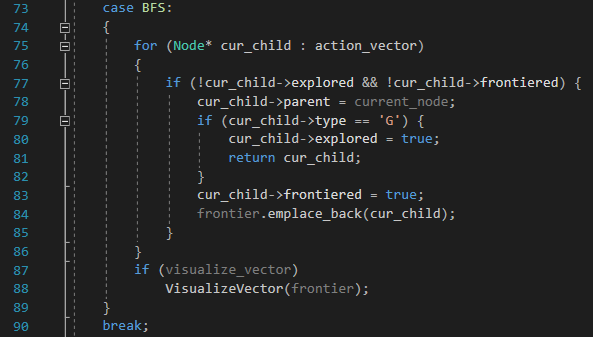 73 case BFS:
74 {
75 for (Node* cur_child : action_vector)
76 {
77 if (!cur_child->explored && !cur_child->frontiered) {
78 cur_child->parent = current_node;
79 if (cur_child->type == 'G') {
80 cur_child->explored = true;
81 return cur_child;
82 }
83 cur_child->frontiered = true;
84 frontier.emplace_back(cur_child);
85 }
86 }
87 if (visualize_vector)
88 VisualizeVector(frontier);
89 }
90 break;